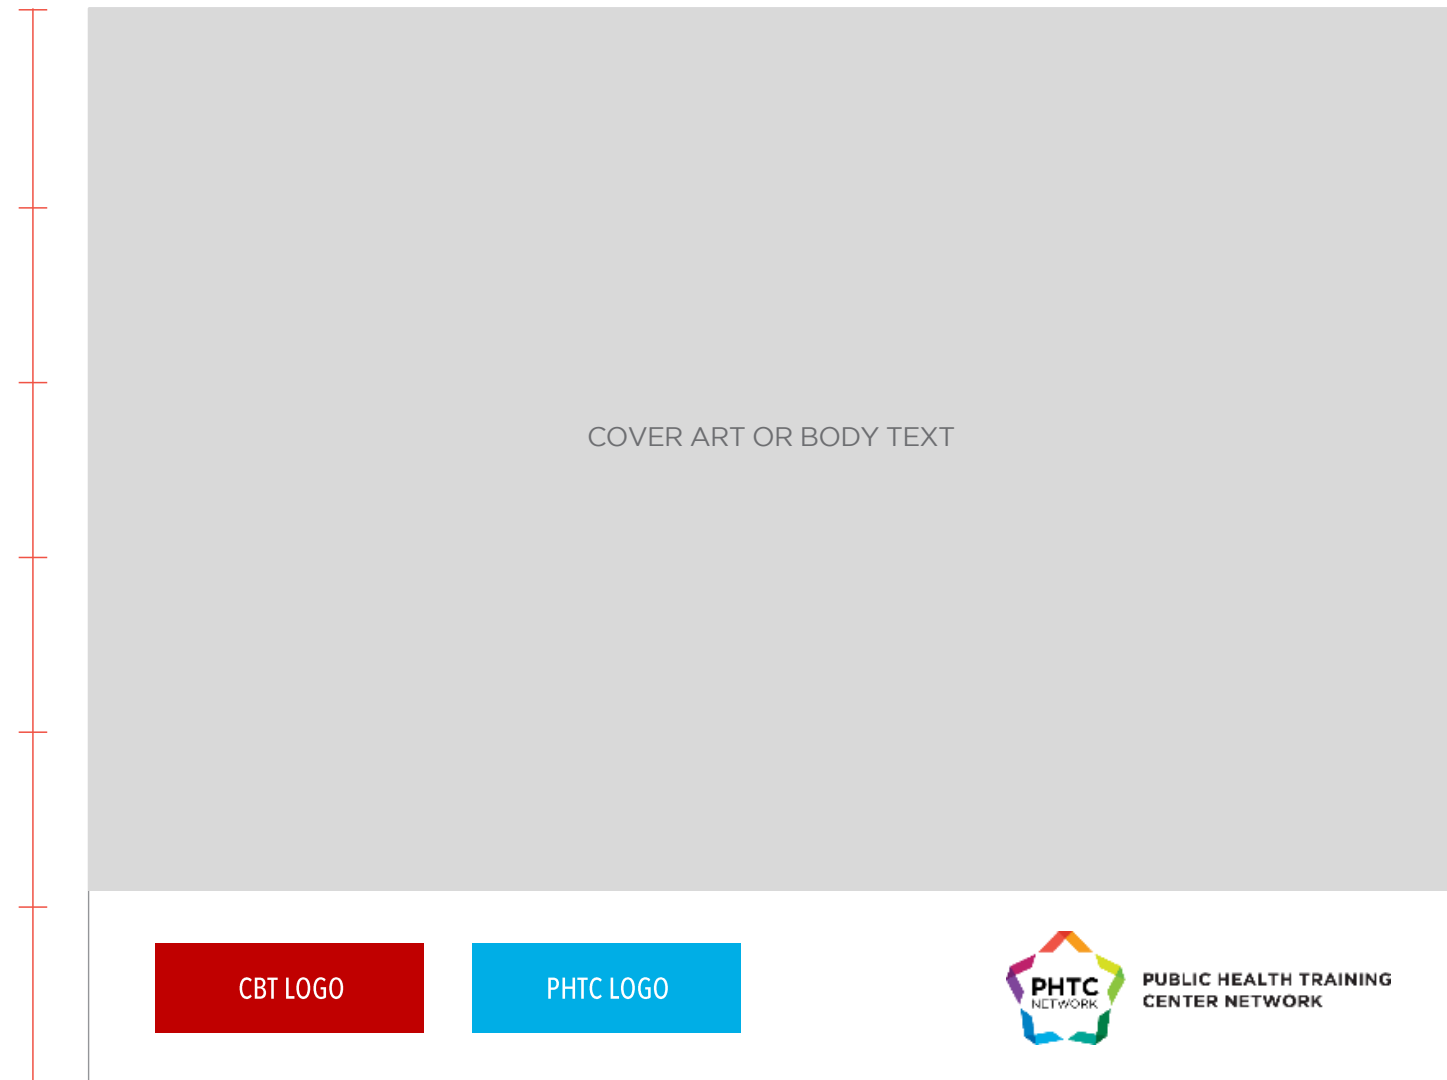 COVER ART OR BODY TEXT
CBT LOGO
PHTC LOGO
PHTC
NETWORK
PUBLIC HEALTH TRAINING
CENTER NETWORK